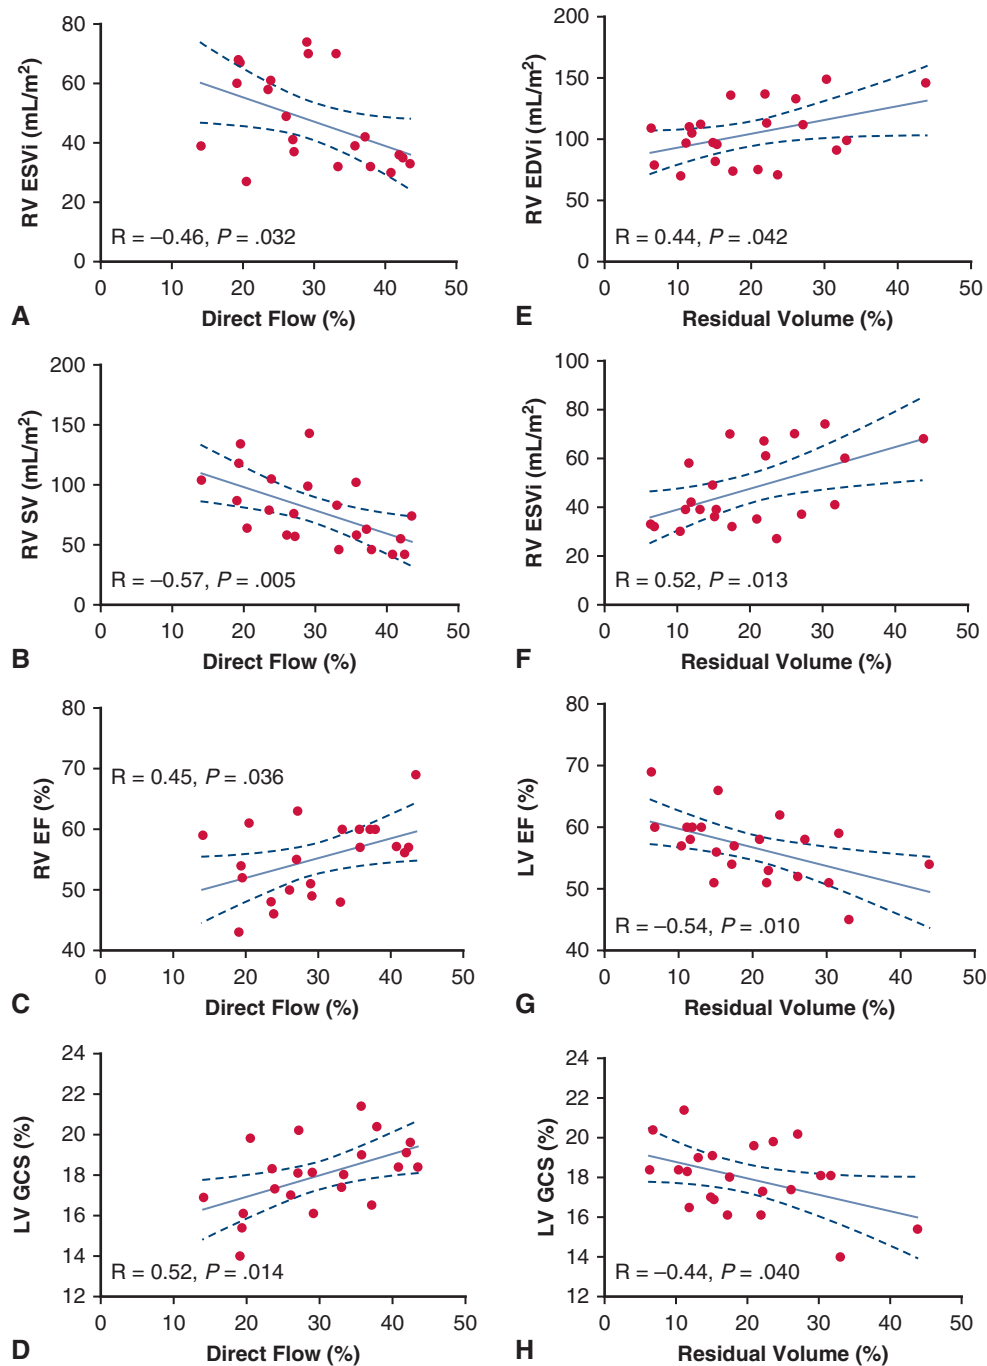 80
60
40
20
0
RV ESVi (mL/m²)
R = –0.46, P = .032
0 10 20 30 40 50
Direct Flow (%)
A
200
150
100
50
0
RV EDVi (mL/m²)
R = 0.44, P = .042
0 10 20 30 40 50
Residual Volume (%)
E
200
150
100
50
0
RV SV (mL/m²)
R = –0.57, P = .005
0 10 20 30 40 50
Direct Flow (%)
B
100
80
60
40
20
0
RV ESVi (mL/m²)
R = 0.52, P = .013
0 10 20 30 40 50
Residual Volume (%)
F
80
70
60
50
40
RV EF (%)
R = 0.45, P = .036
0 10 20 30 40 50
Direct Flow (%)
C
80
70
60
50
40
LV EF (%)
R = –0.54, P = .010
0 10 20 30 40 50
Residual Volume (%)
G
24
22
20
18
16
14
12
LV GCS (%)
R = 0.52, P = .014
0 10 20 30 40 50
Direct Flow (%)
D
24
22
20
18
16
14
12
LV GCS (%)
R = –0.44, P = .040
0 10 20 30 40 50
Residual Volume (%)
H